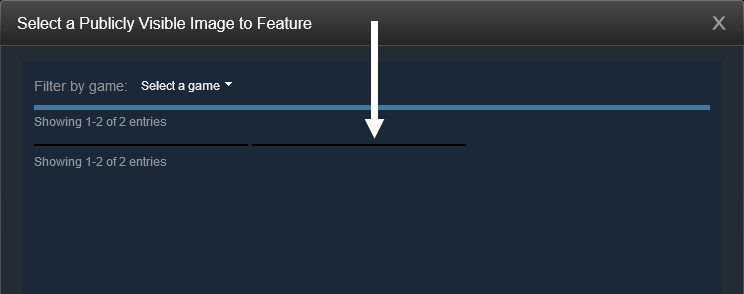 Select a Publicly Visible Image to Feature X
Filter by game: Select a game
Showing 1-2 of 2 entries
Showing 1-2 of 2 entries